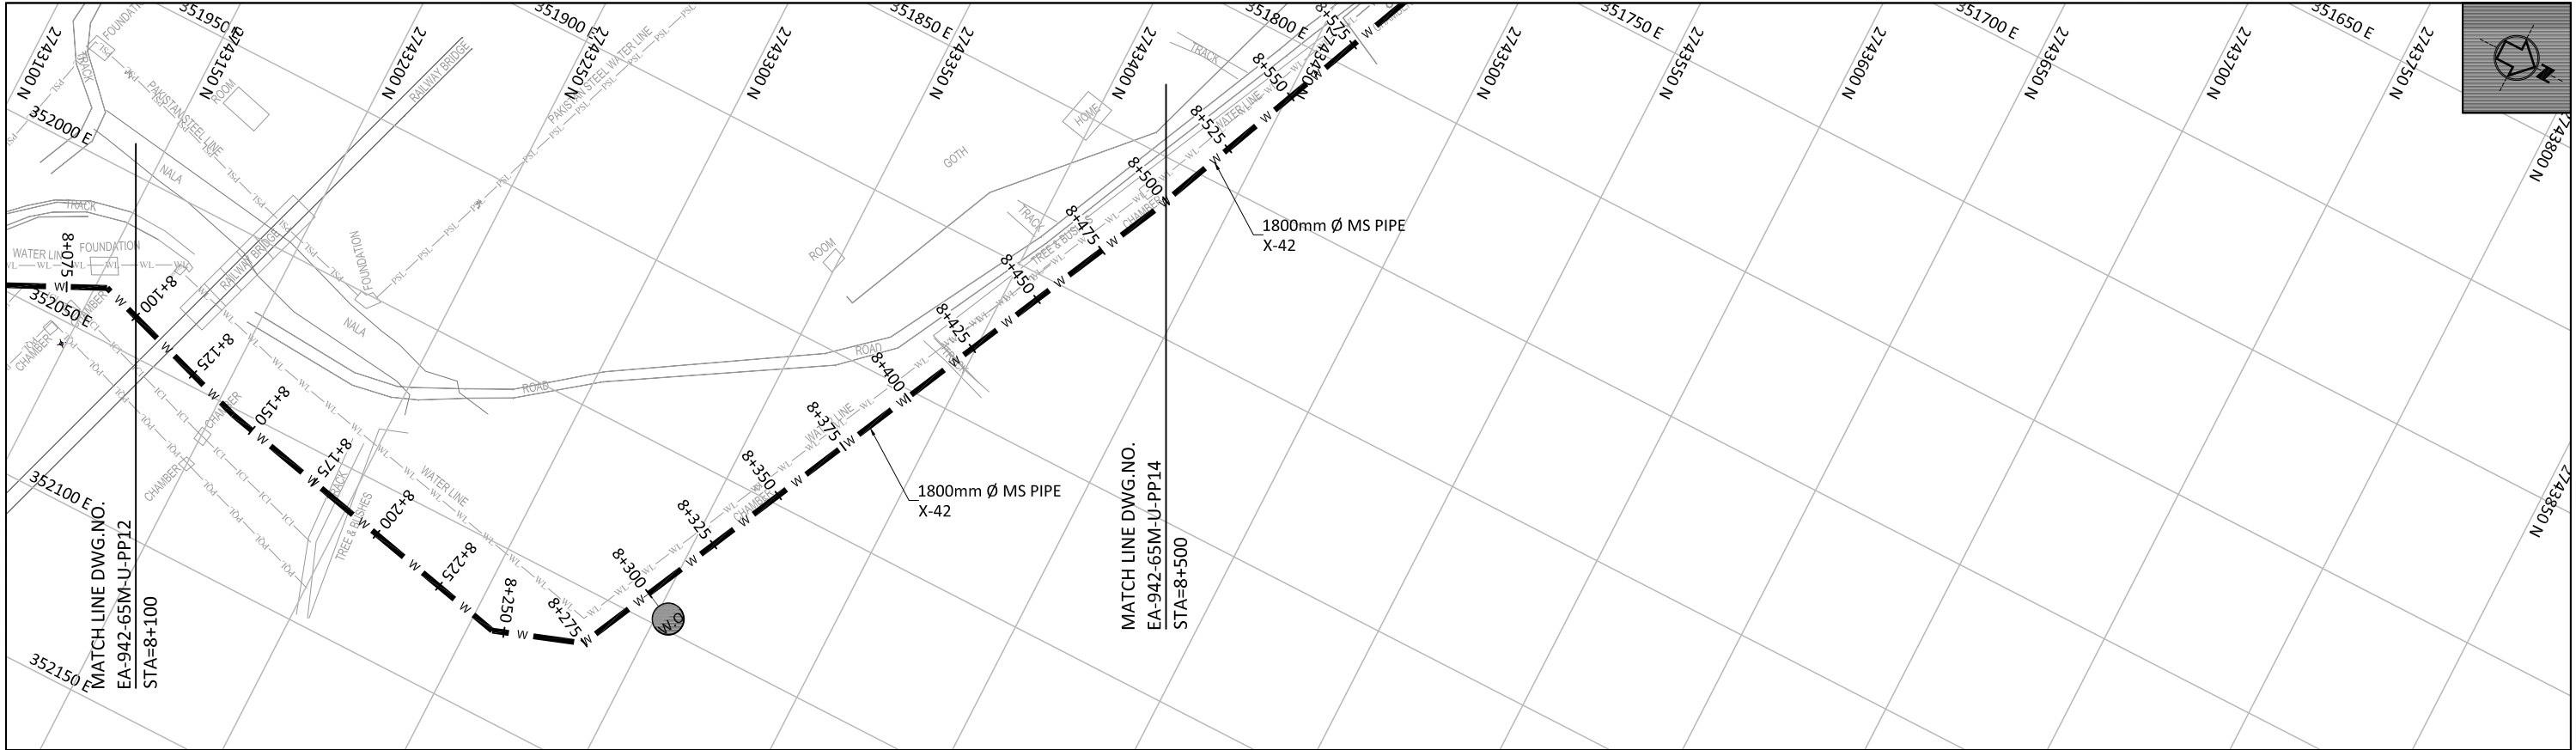 351950 E
351900 E
351850 E
351800 E
351750 E
351700 E
351650 E
2743100 N
2743150 N
2743200 N
2743250 N
2743300 N
2743350 N
2743400 N
2743450 N
2743500 N
2743550 N
2743600 N
2743650 N
2743700 N
2743750 N
2743800 N
2743850 N
352000 E
352050 E
352100 E
352150 E
N
FOUNDATION
TRACK
PAKISTAN STEEL LINE
ROOM
RAILWAY BRIDGE
PAKISTAN STEEL WATER LINE
NALA
TRACK
WATER LINE
FOUNDATION
RAILWAY BRIDGE
FOUNDATION
NALA
CHAMBER
CHAMBER
CHAMBER
CHAMBER
TRACK
TREE & BUSHES
WATER LINE
ROAD
ROAD
ROOM
GOTH
HOME
TRACK
TRACK
TREE & BUSHES
CHAMBER
WATER LINE
WATER LINE
CHAMBER
8+075
8+100
8+125
8+150
8+175
8+200
8+225
8+250
8+275
8+300
8+325
8+350
8+375
8+400
8+425
8+450
8+475
8+500
8+525
8+550
8+575
W.O
1800mm Ø MS PIPE
X-42
1800mm Ø MS PIPE
X-42
MATCH LINE DWG.NO.
EA-942-65M-U-PP12
STA=8+100
MATCH LINE DWG.NO.
EA-942-65M-U-PP14
STA=8+500